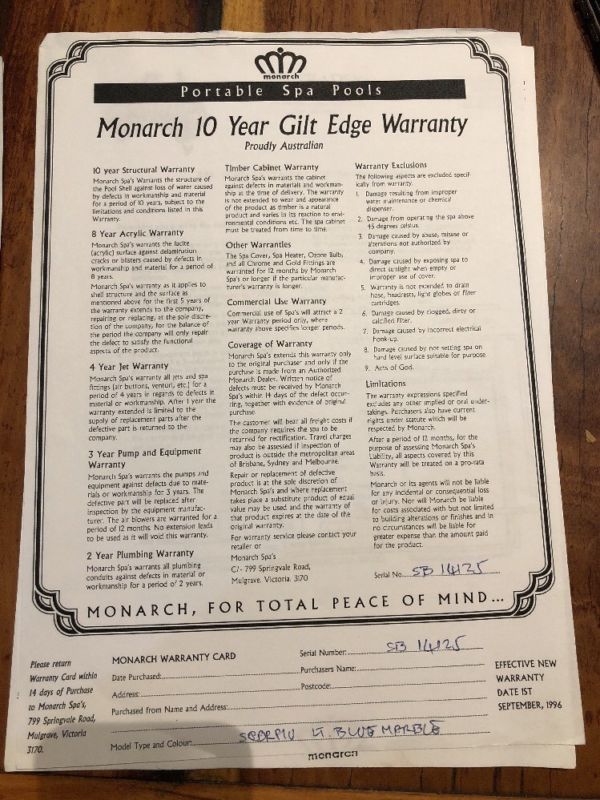 monarch
Portable Spa Pools
Monarch 10 Year Gilt Edge Warranty
Proudly Australian
10 year Structural Warranty
Monarch Spa's Warrants the structure of
the Pool Shell against loss of water caused
by defects in workmanship and material
for a period of 10 years, subject to the
limitations and conditions listed in this
Warranty.
8 Year Acrylic Warranty
Monarch Spa's warrants the lucite
(acrylic) surface against delamination
cracks or blisters caused by defects in
workmanship and material for a period of
8 years.
Monarch Spa's warranty as it applies to
shell structure and the surface as
mentioned above for the first 5 years of
the warranty extends to the company,
repairing or replacing, at the sole discre-
tion of the company, for the balance of
the period the company will only repair
the defect to satisfy the functional
aspects of the product.
4 Year Jet Warranty
Monarch Spa's warranty all jets and spa
fittings (air buttons, venturi, etc.) for a
period of 4 years in regards to defects in
material or workmanship. After 1 year the
warranty extended is limited to the
supply of replacement parts after the
defective part is returned to the
company.
3 Year Pump and Equipment
Warranty
Monarch Spa's warrants the pumps and
equipment against defects due to mate-
rials or workmanship for 3 years. The
defective part will be replaced after
inspection by the equipment manufac-
turer. The air blowers are warranted for a
period of 12 months. No extension leads
to be used as it will void this warranty.
2 Year Plumbing Warranty
Monarch Spa's warrants all plumbing
conduits against defects in material or
workmanship for a period of 2 years.
Timber Cabinet Warranty
Monarch Spa's warrants the cabinet
against defects in materials and workman-
ship at the time of delivery. The warranty
is not extended to wear and appearance
of the product as timber is a natural
product and varies in its reaction to envi-
ronmental conditions etc. The spa cabinet
must be treated from time to time.
Other Warranties
The Spa Cover, Spa Heater, Ozone Bulb,
and all Chrome and Gold Fittings are
warranted for 12 months by Monarch
Spa's or longer if the particular manufac-
turer's warranty is longer.
Commercial Use Warranty
Commercial use of Spa's will attract a 2
year Warranty period only, where
warranty above specifies longer periods.
Coverage of Warranty
Monarch Spa's extends this warranty only
to the original purchaser and only if the
purchase is made from an Authorized
Monarch Dealer. Written notice of
defects must be received by Monarch
Spa's within 14 days of the defect occur-
ring, together with evidence of original
purchase.
The customer will bear all freight costs if
the company requires the spa to be
returned for rectification. Travel charges
may also be assessed if inspection of
product is outside the metropolitan areas
of Brisbane, Sydney and Melbourne.
Repair or replacement of defective
product is at the sole discretion of
Monarch Spa's and where replacement
takes place a substitute product of equal
value may be used and the warranty of
that product expires at the date of the
original warranty.
For warranty service please contact your
retailer or
Monarch Spa's
C/- 799 Springvale Road,
Mulgrave. Victoria. 3170
Warranty Exclusions
The following aspects are excluded specif-
ically from warranty.
1. Damage resulting from improper
water maintenance or chemical
dispenser.
2. Damage from operating the spa above
45 degrees celsius.
3. Damage caused by abuse, misuse or
alterations not authorized by
company.
4. Damage caused by exposing spa to
direct sunlight when empty or
improper use of cover.
5. Warranty is not extended to drain
hose, headrests, light globes or filter
cartridges.
6. Damage caused by clogged, dirty or
calcified filter.
7. Damage caused by incorrect electrical
hook-up.
8. Damage caused by not setting spa on
hard level surface suitable for purpose.
9. Acts of God.
Limitations
The warranty expressions specified
excludes any other implied or oral under-
takings. Purchasers also have current
rights under statute which will be
respected by Monarch.
After a period of 12 months, for the
purpose of assessing Monarch Spa's
Liability, all aspects covered by this
Warranty will be treated on a pro-rata
basis.
Monarch or its agents will not be liable
for any incidental or consequential loss
or injury. Nor will Monarch be liable
for costs associated with but not limited
to building alterations or finishes and in
no circumstances will be liable for
greater expense than the amount paid
for the product.
Serial No. SB 14125
MONARCH, FOR TOTAL PEACE OF MIND...
Please return
Warranty Card within
14 days of Purchase
to Monarch Spa's,
799 Springvale Road,
Mulgrave, Victoria
3170.
MONARCH WARRANTY CARD
Serial Number: SB 14125
Date Purchased:
Purchasers Name:
Address:
Postcode:
Purchased from Name and Address:
Model Type and Colour: SCORPIO LT. BLUE MARBLE
EFFECTIVE NEW
WARRANTY
DATE 1ST
SEPTEMBER, 1996
monarch